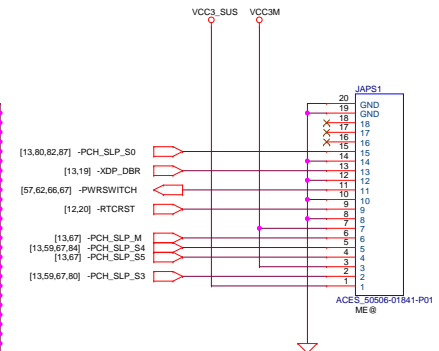 VCC3_SUS VCC3M
JAPS1
20 GND
19 GND
18 18
17 17
16 16
[13,80,82,87] -PCH_SLP_S0 15 15
14 14
[13,19] -XDP_DBR 13 13
12 12
[57,62,66,67] -PWRSWITCH 11 11
10 10
[12,20] -RTCRST 9 9
8 8
7 7
[13,67] -PCH_SLP_M 6 6
[13,59,67,84] -PCH_SLP_S4 5 5
[13,67] -PCH_SLP_S5 4 4
3 3
[13,59,67,80] -PCH_SLP_S3 2 2
1 1
ACES_50506-01841-P01
ME@